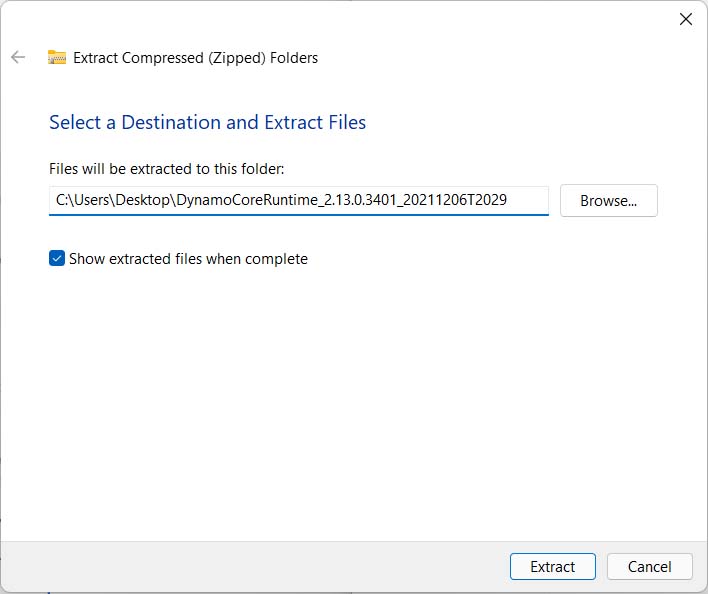 Extract Compressed (Zipped) Folders
Select a Destination and Extract Files
Files will be extracted to this folder:
C:\Users\Desktop\DynamoCoreRuntime_2.13.0.3401_20211206T2029
Browse...
Show extracted files when complete
Extract
Cancel